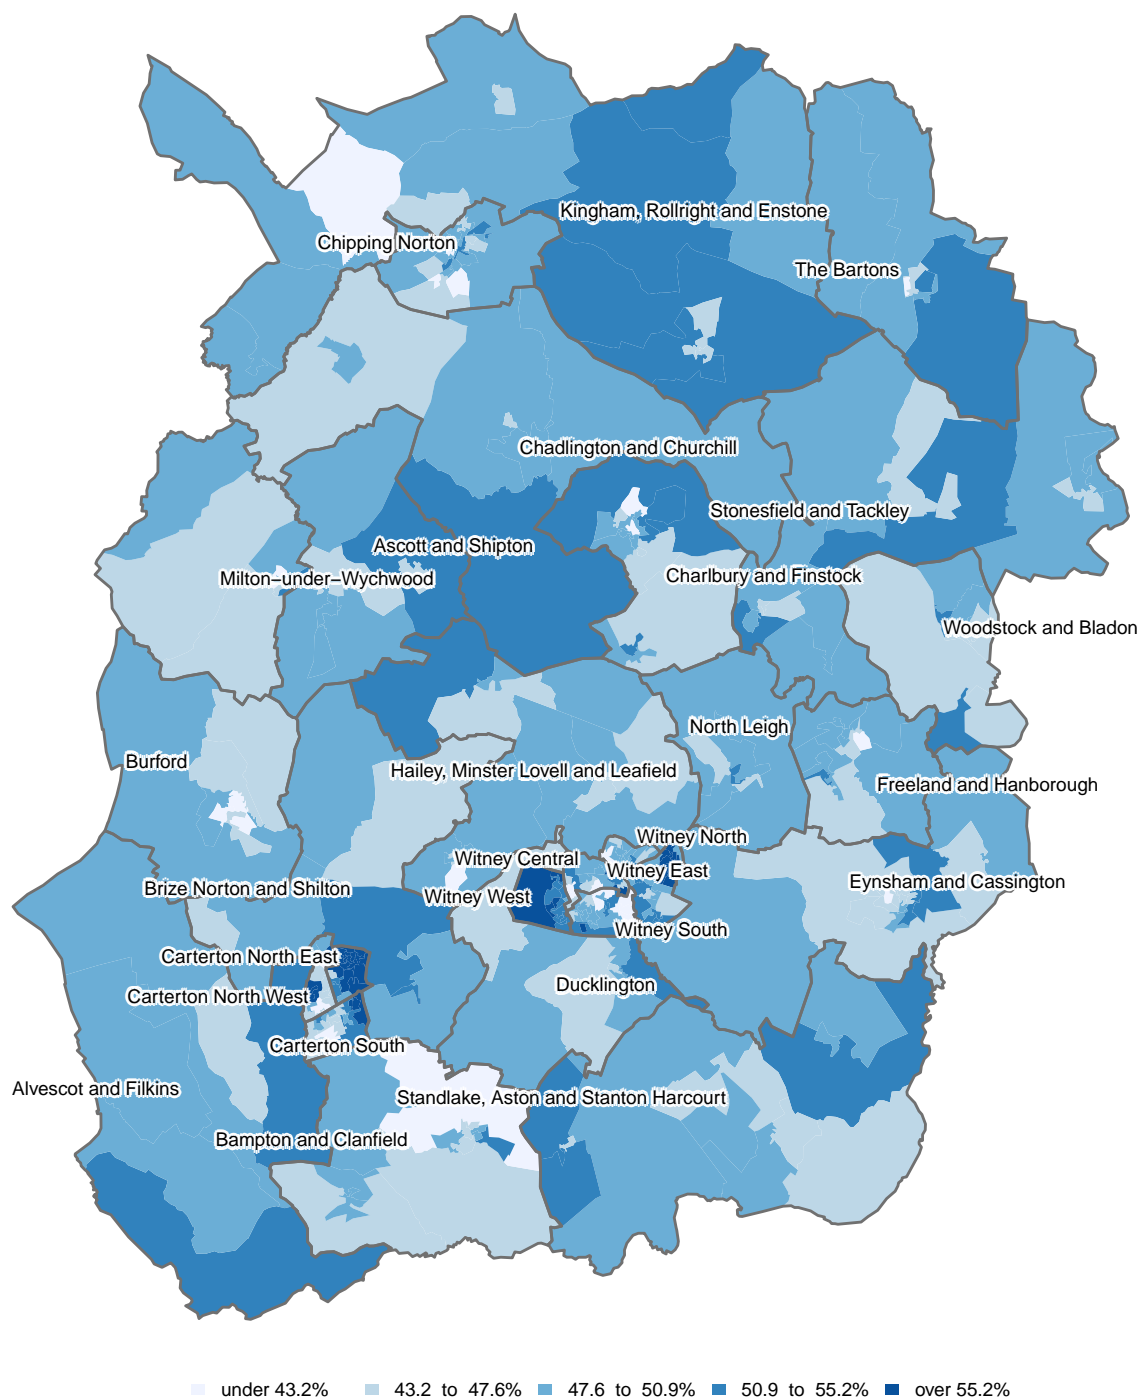 Kingham, Rollright and Enstone
Chipping Norton
The Bartons
Chadlington and Churchill
Stonesfield and Tackley
Ascott and Shipton
Milton−under−Wychwood
Charlbury and Finstock
Woodstock and Bladon
North Leigh
Burford
Hailey, Minster Lovell and Leafield
Freeland and Hanborough
Witney North
Witney Central
Witney East
Brize Norton and Shilton
Witney West
Eynsham and Cassington
Witney South
Carterton North East
Ducklington
Carterton North West
Carterton South
Alvescot and Filkins
Standlake, Aston and Stanton Harcourt
Bampton and Clanfield
under 43.2% 43.2 to 47.6% 47.6 to 50.9% 50.9 to 55.2% over 55.2%